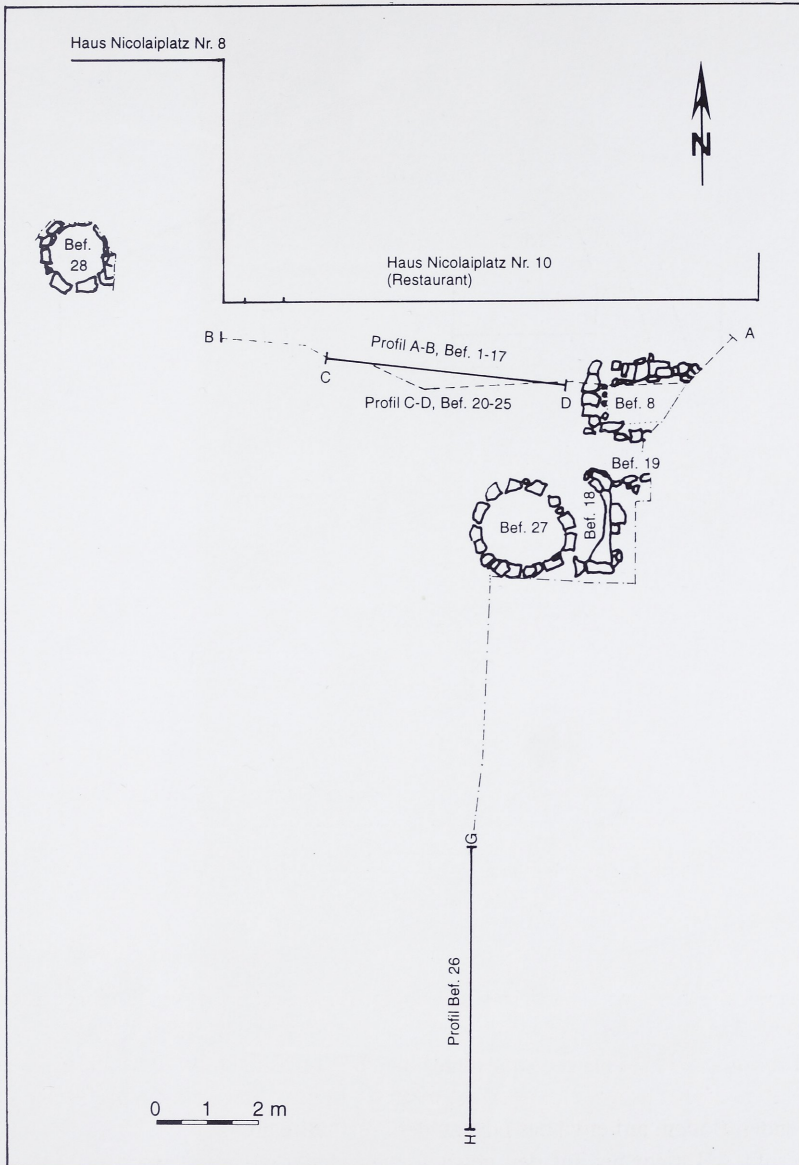 Haus Nicolaiplatz Nr. 8
N
Bef.
28
Haus Nicolaiplatz Nr. 10
(Restaurant)
B
A
Profil A-B, Bef. 1-17
C
Profil C-D, Bef. 20-25
D
Bef. 8
Bef. 19
Bef. 18
Bef. 27
G
Profil Bef. 26
0 1 2 m
H